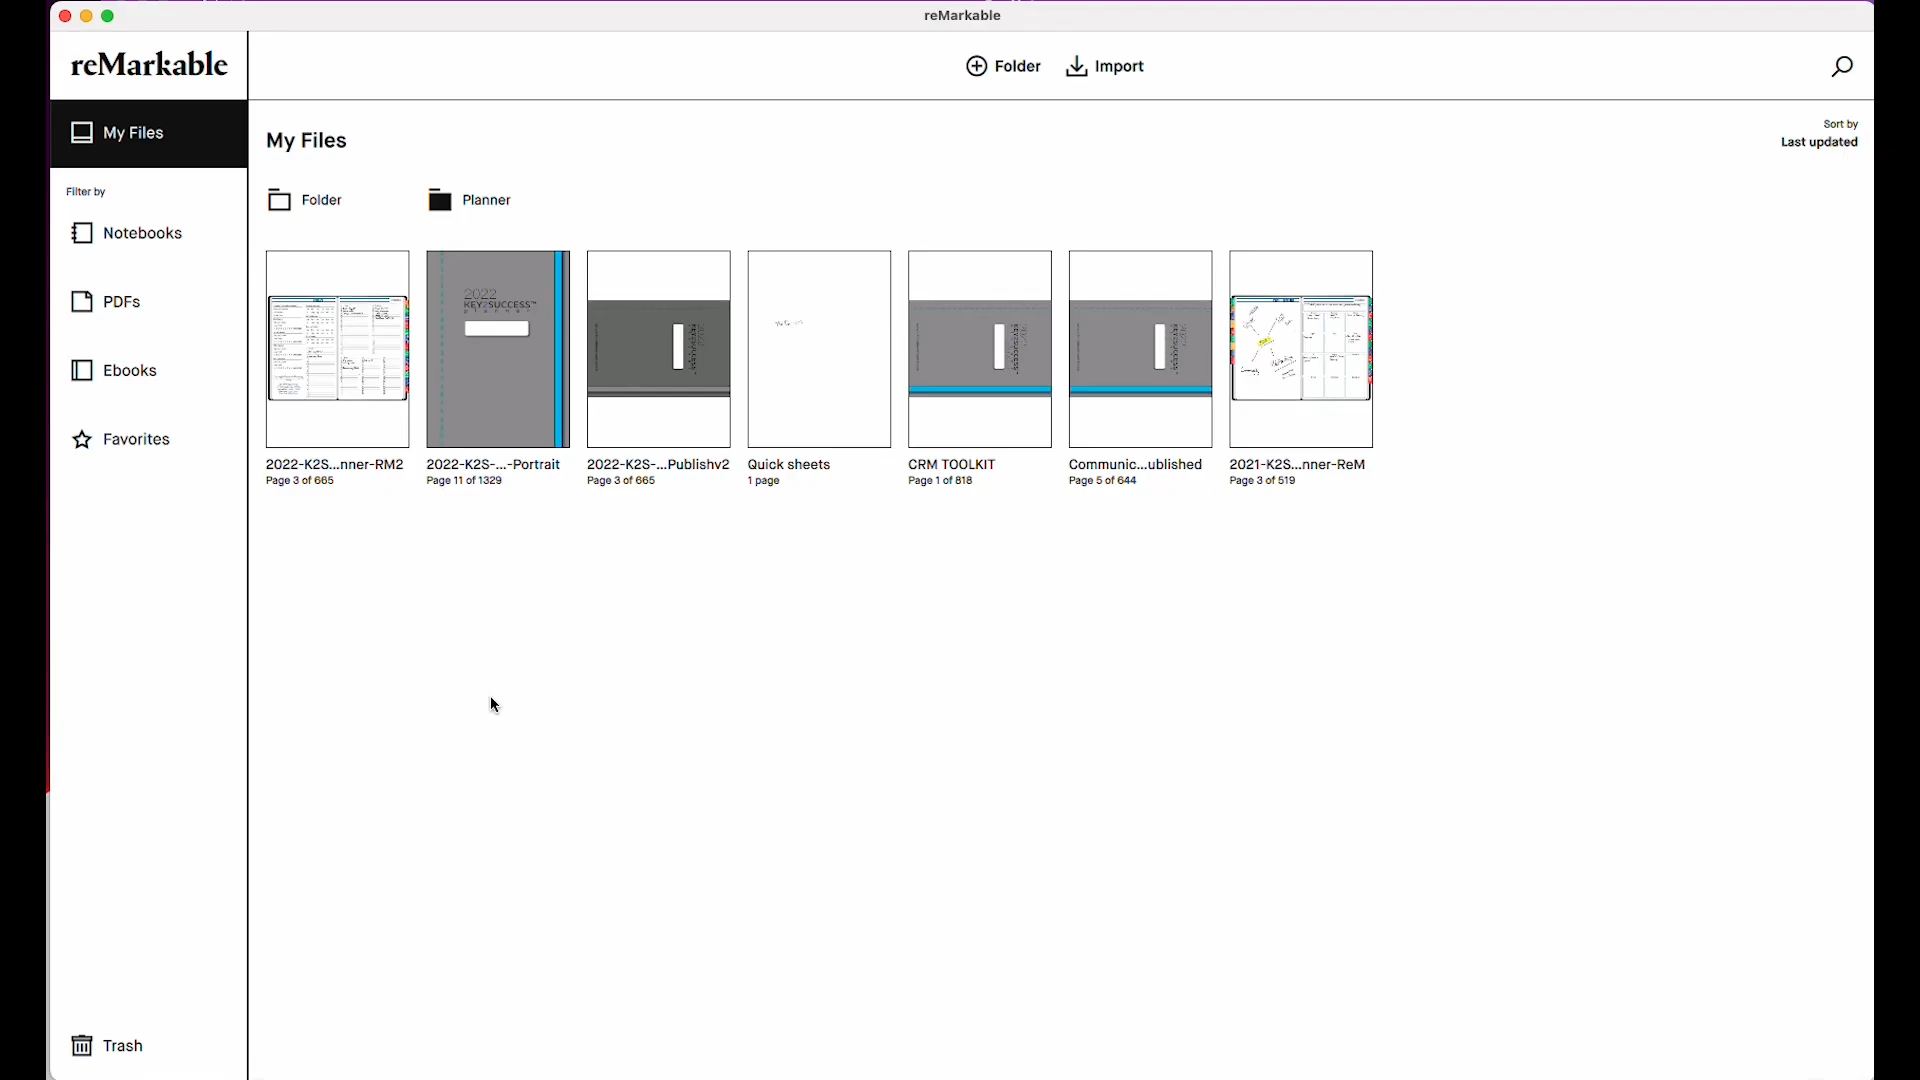 reMarkable
reMarkable
Folder
Import
My Files
My Files
Sort by
Last updated
Filter by
Folder
Planner
Notebooks
PDFs
Ebooks
Favorites
2022
KEY2SUCCESS™
planner
2022-K2S...nner-RM2
Page 3 of 665
2022-K2S-...-Portrait
Page 11 of 1329
2022-K2S-...Publishv2
Page 3 of 665
Quick sheets
1 page
CRM TOOLKIT
Page 1 of 818
Communic...ublished
Page 5 of 644
2021-K2S...nner-ReM
Page 3 of 519
Trash